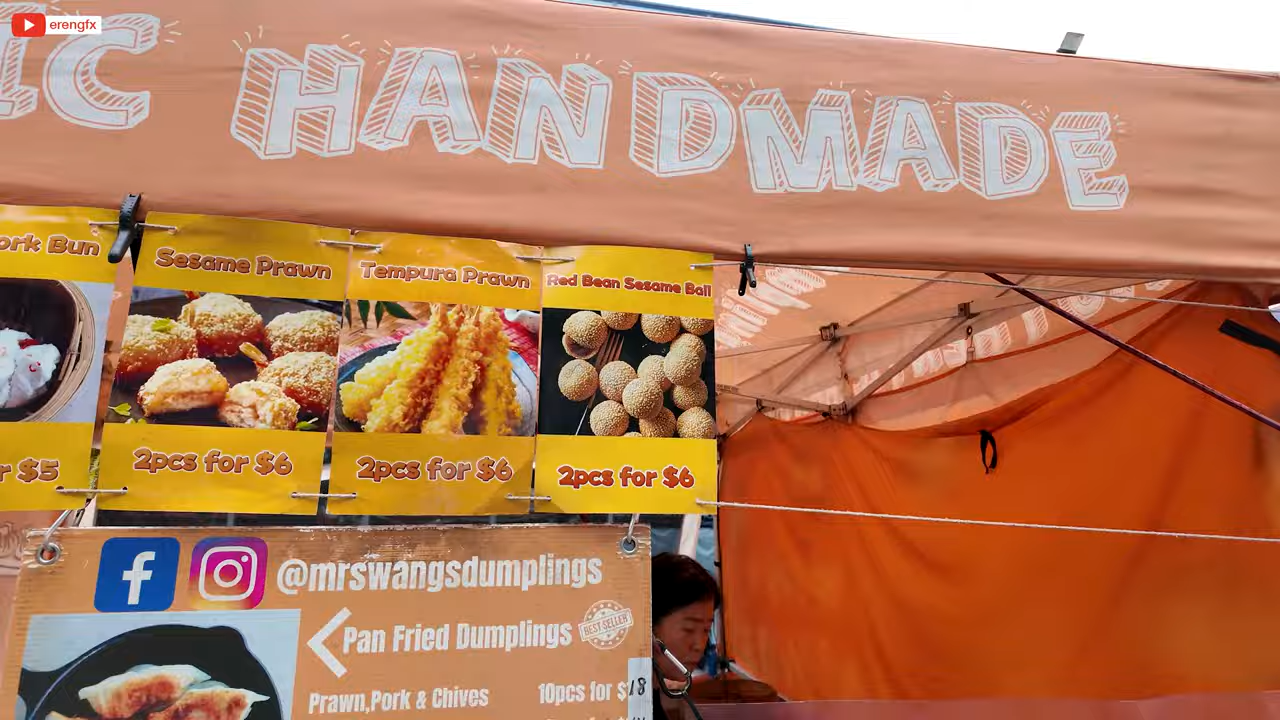 erengfx
IC HANDMADE
ork Bun
Sesame Prawn
Tempura Prawn
Red Bean Sesame Ball
r $5
2pcs for $6
2pcs for $6
2pcs for $6
@mrswangsdumplings
Pan Fried Dumplings
BEST SELLER
Prawn,Pork & Chives
10pcs for $18